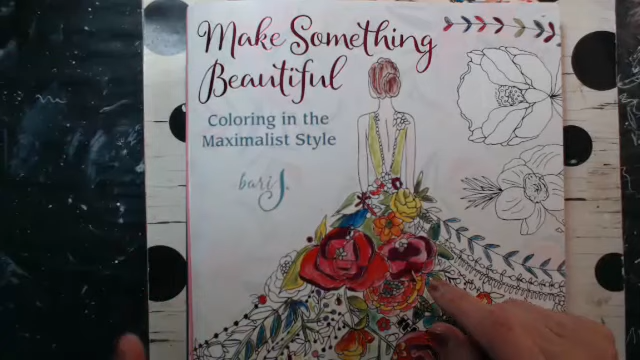 Make Something
Beautiful
Coloring in the
Maximalist Style
bari J.